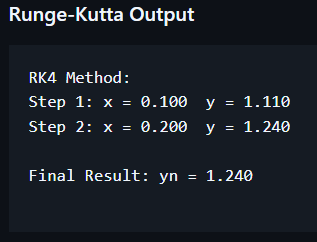 Runge-Kutta Output
RK4 Method:
Step 1: x = 0.100  y = 1.110
Step 2: x = 0.200  y = 1.240
Final Result: yn = 1.240